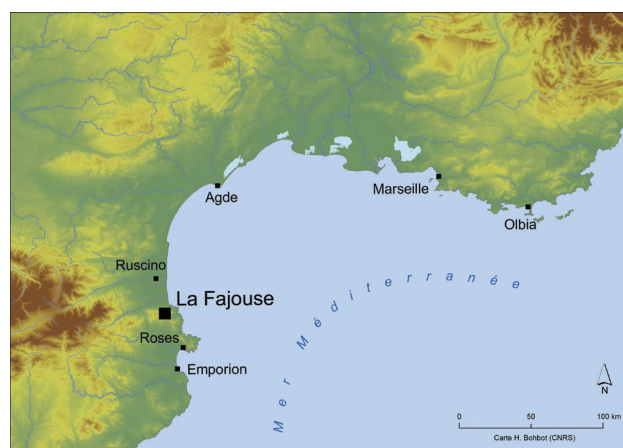 Agde
Marseille
Olbia
Ruscino
La Fajouse
Roses
Emporion
Mer Méditerranée
N
0 50 100 km
Carte H. Bohbot (CNRS)